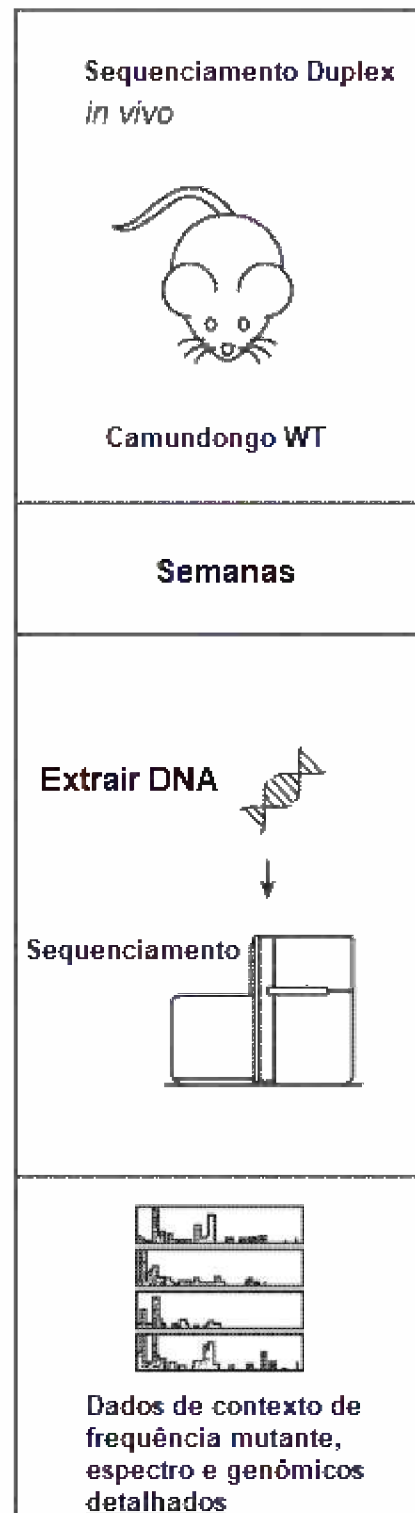 Sequenciamento Duplex
in vivo
Camundongo WT
Semanas
Extrair DNA
Sequenciamento
Dados de contexto de
frequência mutante,
espectro e genômicos
detalhados